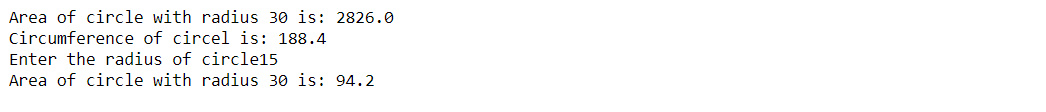 Area of circle with radius 30 is: 2826.0
Circumference of circel is: 188.4
Enter the radius of circle15
Area of circle with radius 30 is: 94.2